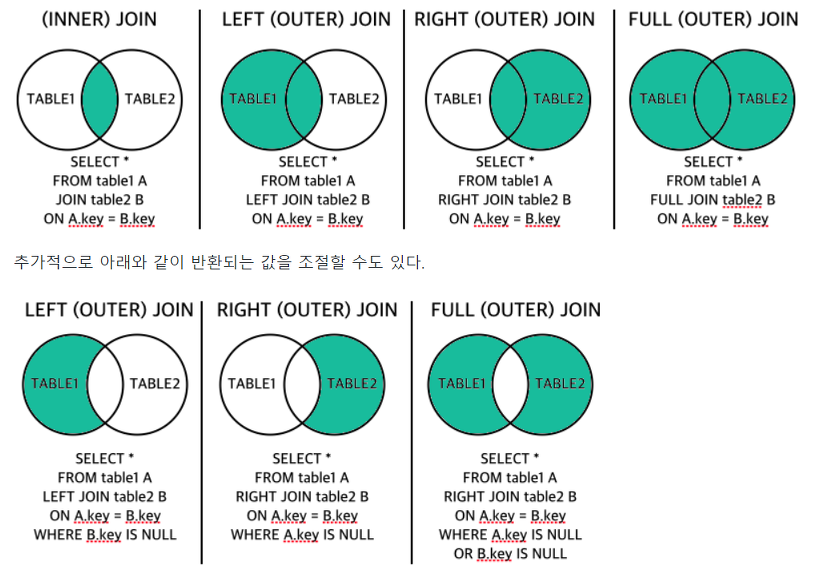 (INNER) JOIN
TABLE1 TABLE2
SELECT *
FROM table1 A
JOIN table2 B
ON A.key = B.key
LEFT (OUTER) JOIN
TABLE1 TABLE2
SELECT *
FROM table1 A
LEFT JOIN table2 B
ON A.key = B.key
RIGHT (OUTER) JOIN
TABLE1 TABLE2
SELECT *
FROM table1 A
RIGHT JOIN table2 B
ON A.key = B.key
FULL (OUTER) JOIN
TABLE1 TABLE2
SELECT *
FROM table1 A
FULL JOIN table2 B
ON A.key = B.key
추가적으로 아래와 같이 반환되는 값을 조절할 수도 있다.
LEFT (OUTER) JOIN
TABLE1 TABLE2
SELECT *
FROM table1 A
LEFT JOIN table2 B
ON A.key = B.key
WHERE B.key IS NULL
RIGHT (OUTER) JOIN
TABLE1 TABLE2
SELECT *
FROM table1 A
RIGHT JOIN table2 B
ON A.key = B.key
WHERE A.key IS NULL
FULL (OUTER) JOIN
TABLE1 TABLE2
SELECT *
FROM table1 A
RIGHT JOIN table2 B
ON A.key = B.key
WHERE A.key IS NULL
OR B.key IS NULL